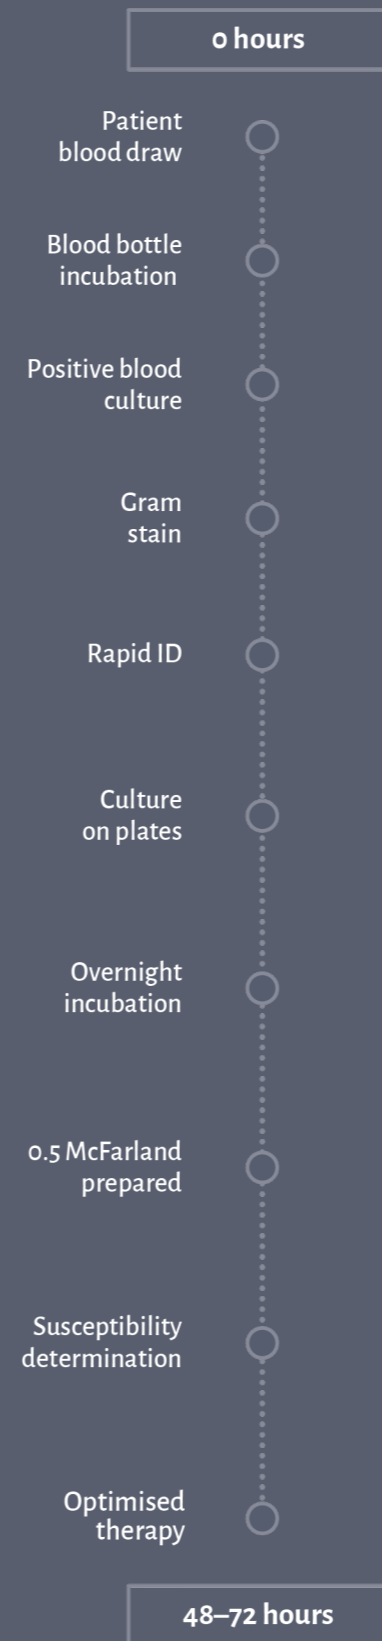 0 hours
Patient
blood draw
Blood bottle
incubation
Positive blood
culture
Gram
stain
Rapid ID
Culture
on plates
Overnight
incubation
0.5 McFarland
prepared
Susceptibility
determination
Optimised
therapy
48–72 hours